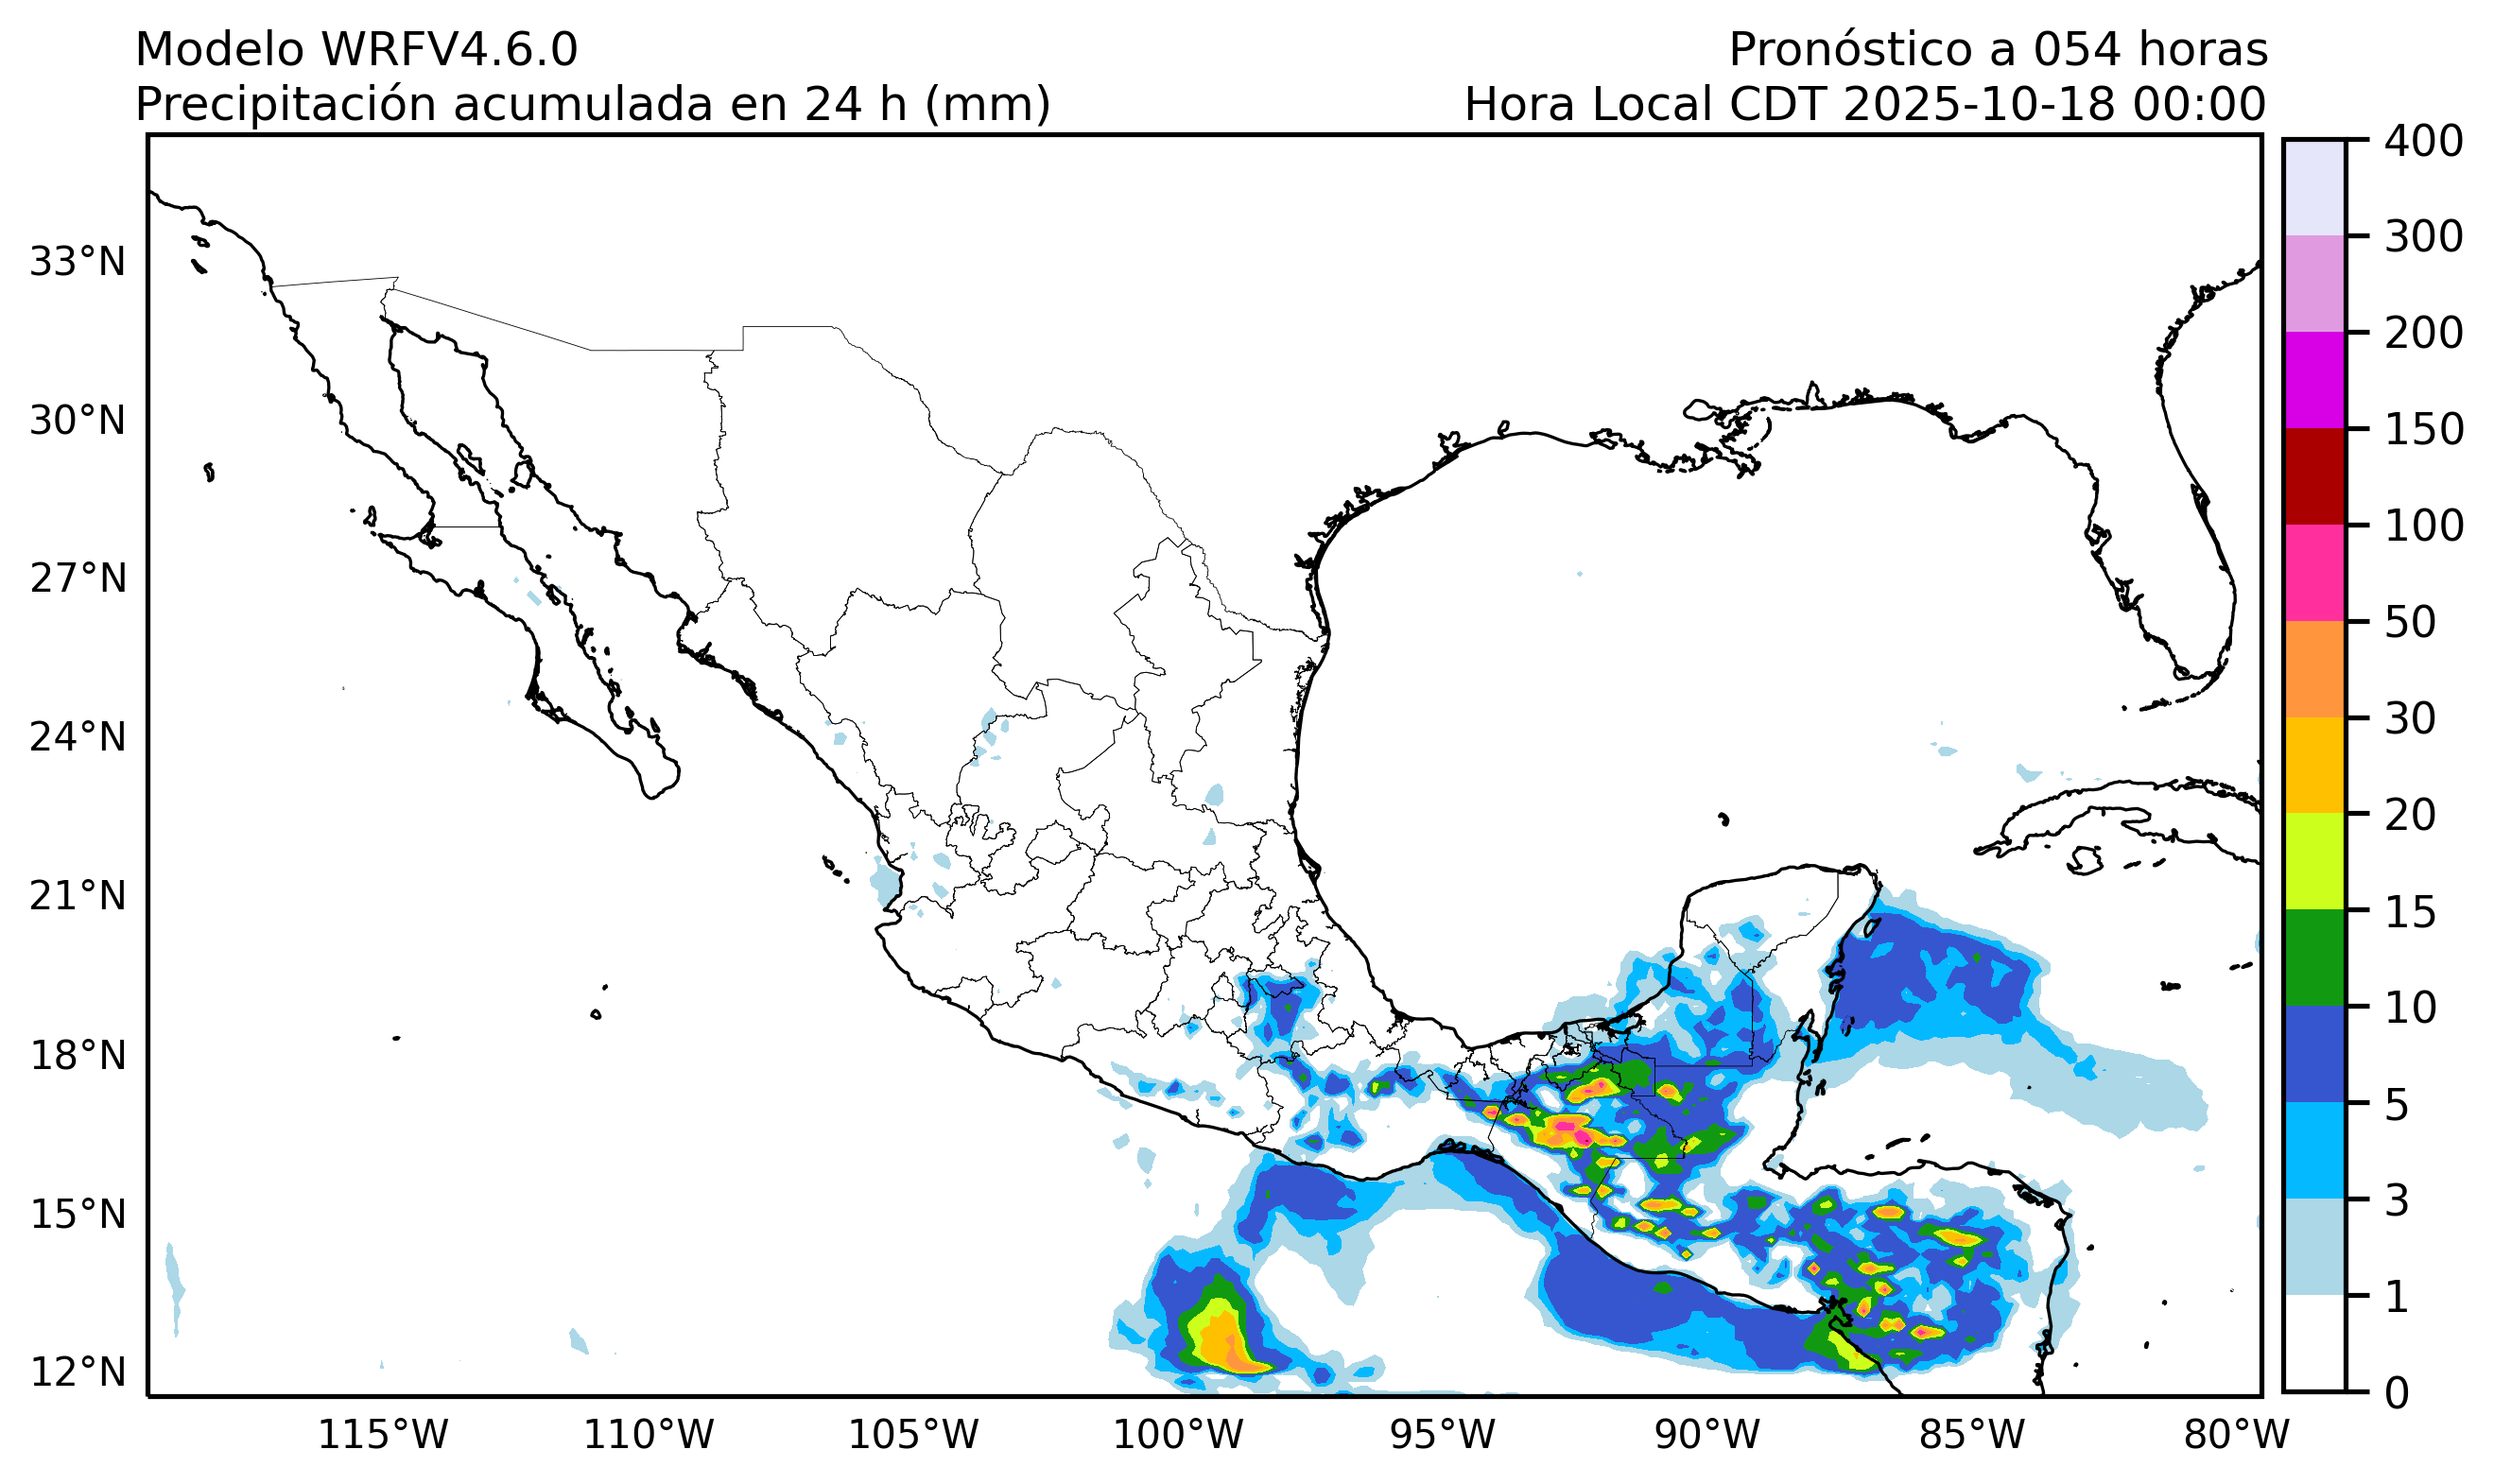 Modelo WRFV4.6.0
Pronóstico a 054 horas
Precipitación acumulada en 24 h (mm)
Hora Local CDT 2025-10-18 00:00
33°N
30°N
27°N
24°N
21°N
18°N
15°N
12°N
115°W
110°W
105°W
100°W
95°W
90°W
85°W
80°W
400
300
200
150
100
50
30
20
15
10
5
3
1
0